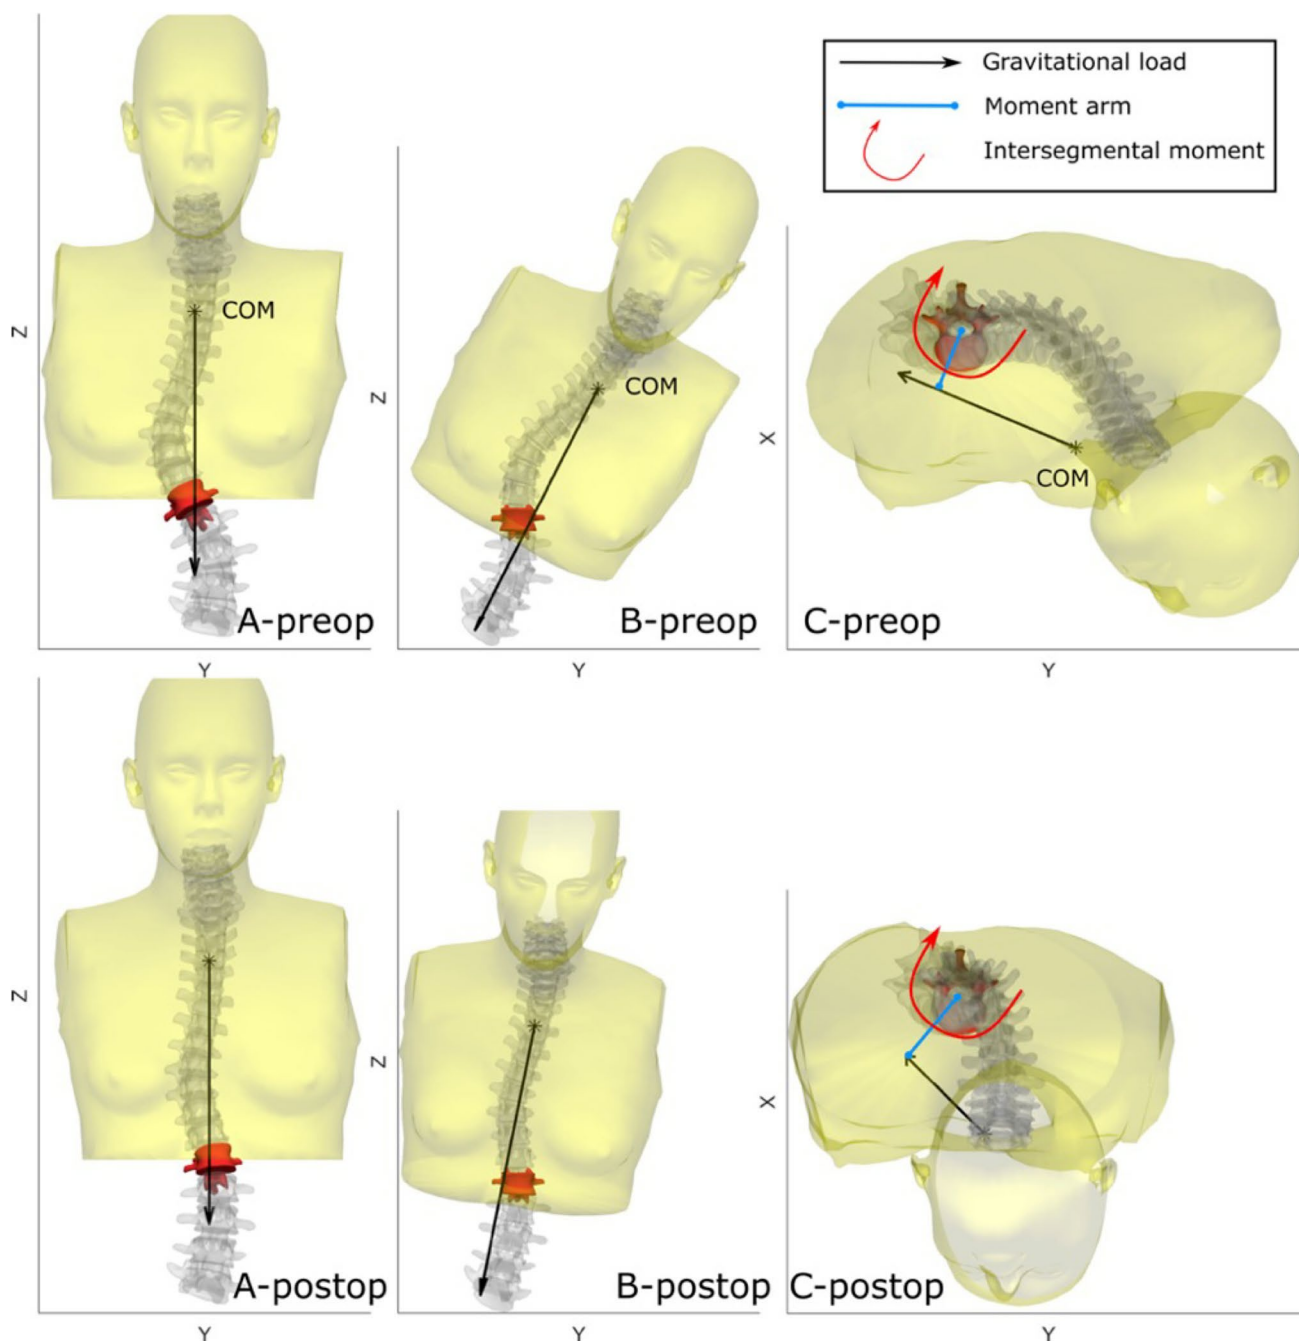 Gravitational load
Moment arm
Intersegmental moment
Z
COM
A-preop
Y
Z
COM
B-preop
Y
X
COM
C-preop
Y
Z
A-postop
Y
Z
B-postop
Y
X
C-postop
Y